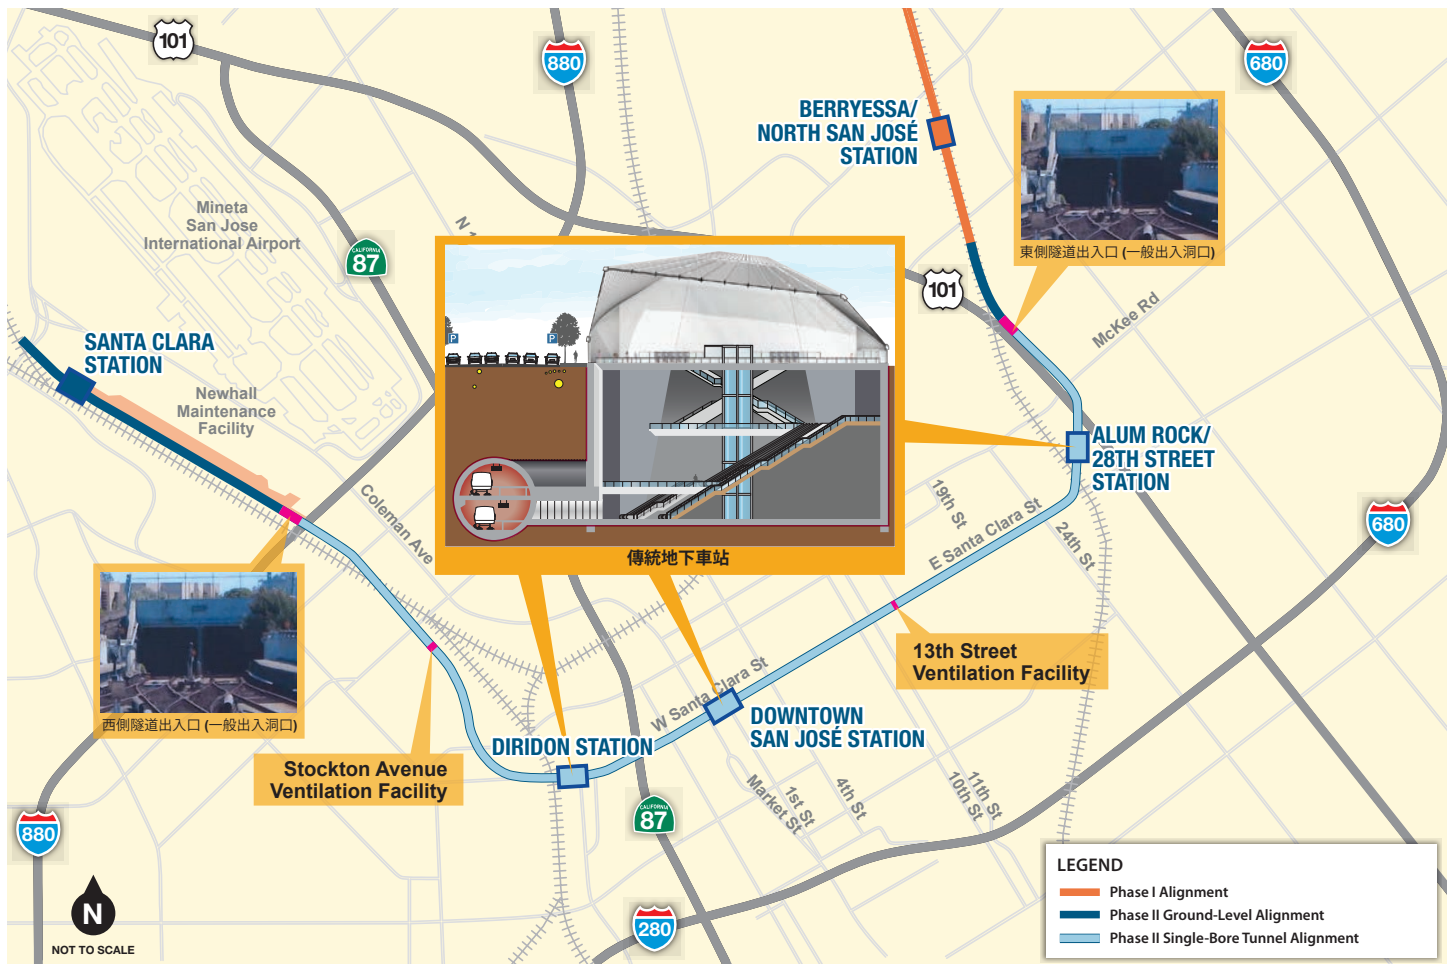 101
880
680
BERRYESSA/
NORTH SAN JOSÉ
STATION
東側隧道出入口 (一般出入洞口)
Mineta
San Jose
International Airport
CALIFORNIA
87
N 1
101
McKee Rd
SANTA CLARA
STATION
Newhall
Maintenance
Facility
P
P
傳統地下車站
ALUM ROCK/
28TH STREET
STATION
Coleman Ave
19th St
E Santa Clara St
24th St
680
西側隧道出入口 (一般出入洞口)
13th Street
Ventilation Facility
W Santa Clara St
DOWNTOWN
SAN JOSÉ STATION
DIRIDON STATION
Stockton Avenue
Ventilation Facility
Market St
1st St
4th St
10th St
11th St
CALIFORNIA
87
880
280
N
NOT TO SCALE
LEGEND
Phase I Alignment
Phase II Ground-Level Alignment
Phase II Single-Bore Tunnel Alignment